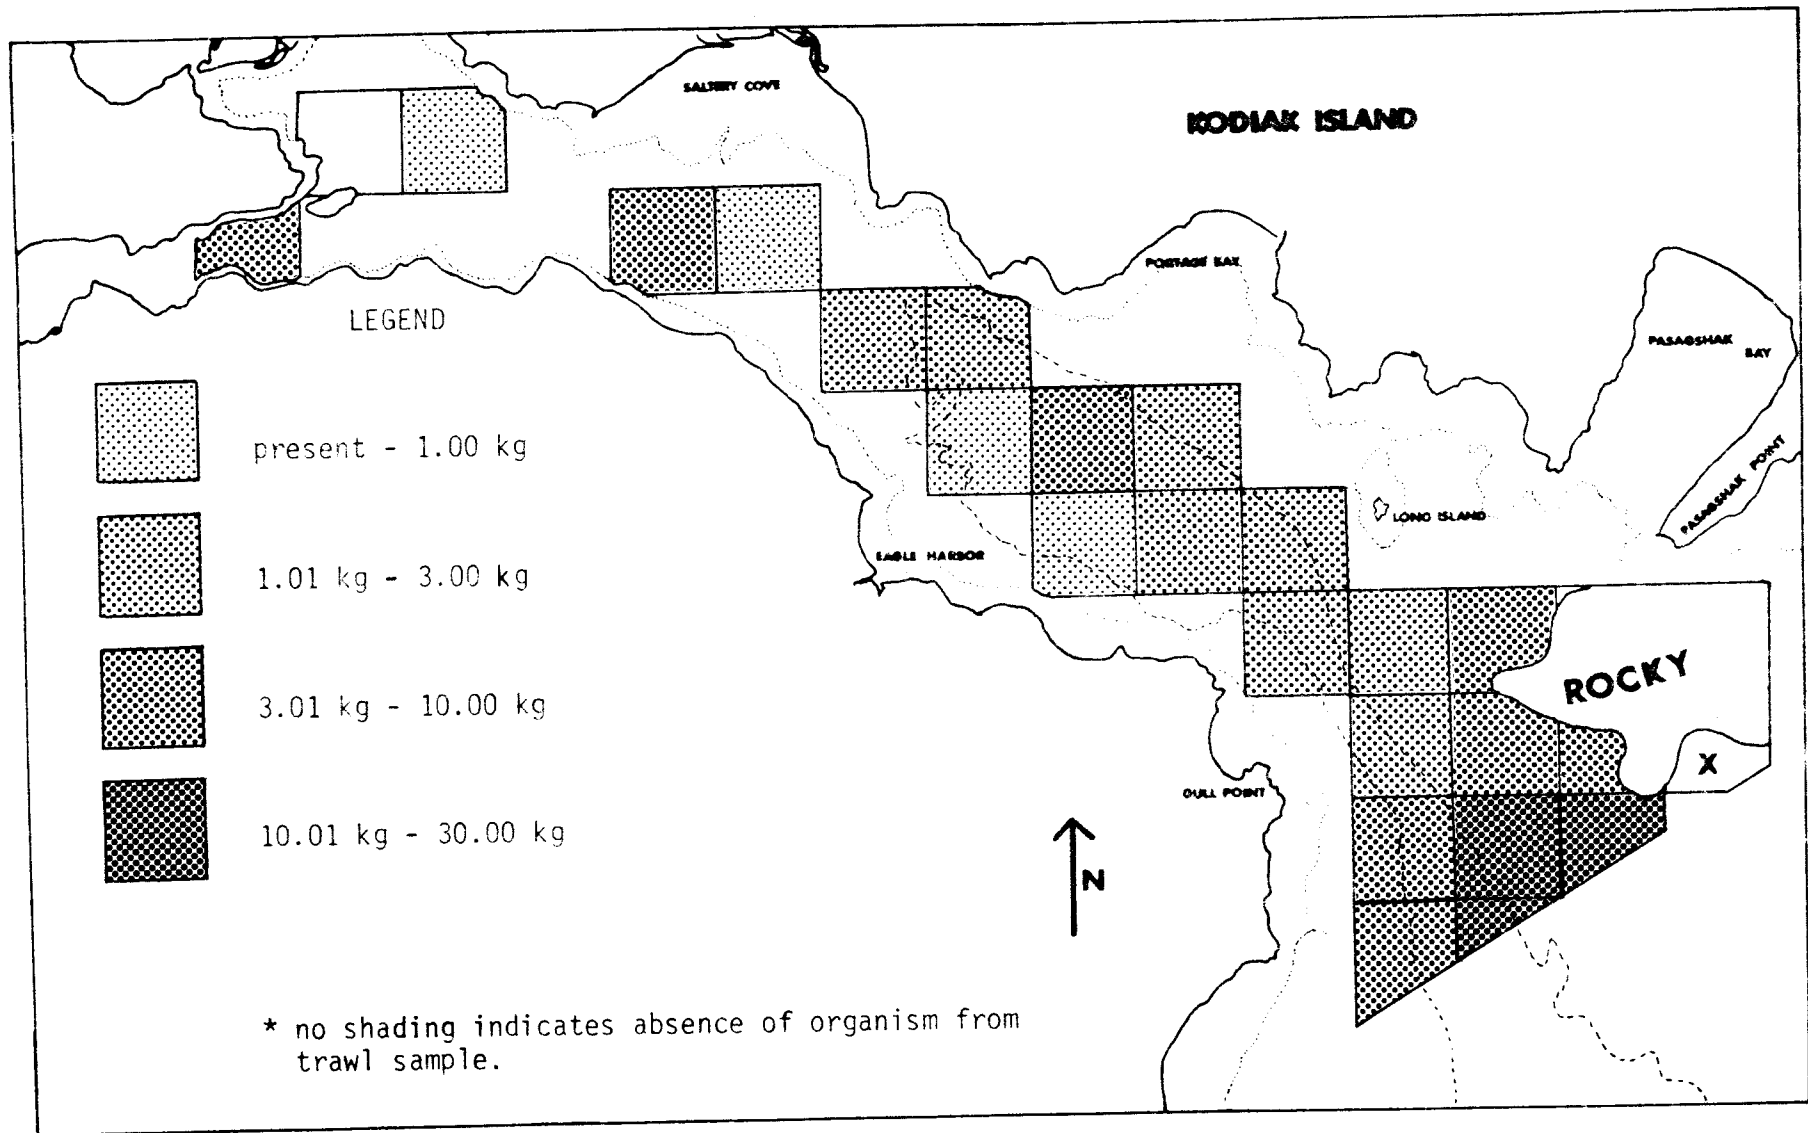 SALTERY COVE
KODIAK ISLAND
PORTAGE BAY
PASAGSHAK
BAY
LEGEND
present - 1.00 kg
PASAGSHAK POINT
LONG ISLAND
EAGLE HARBOR
1.01 kg - 3.00 kg
ROCKY
3.01 kg - 10.00 kg
X
GULL POINT
10.01 kg - 30.00 kg
N
* no shading indicates absence of organism from
trawl sample.